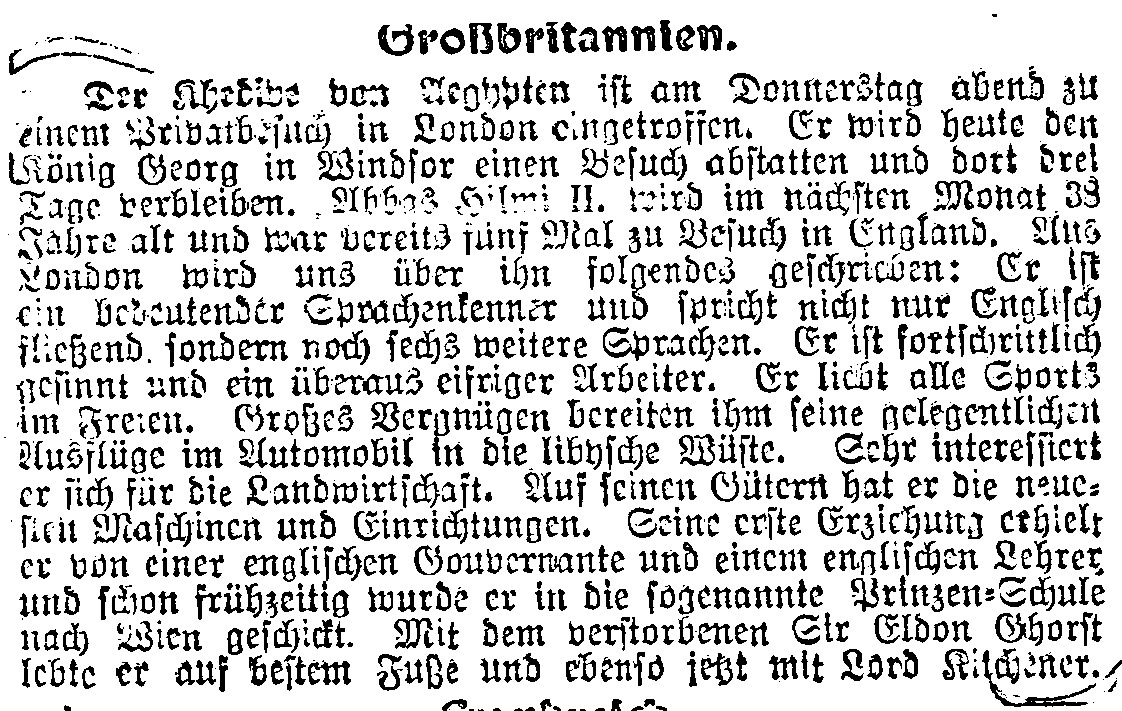 Großbritannien.
Der Khedive von Aegypten ist am Donnerstag abend zu
einem Privatbesuch in London eingetroffen. Er wird heute den
König Georg in Windsor einen Besuch abstatten und dort drei
Tage verbleiben. Abbas Hilmi II. wird im nächsten Monat 38
Jahre alt und war bereits fünf Mal zu Besuch in England. Aus
London wird uns über ihn folgendes geschrieben: Er ist
ein bedeutender Sprachenkenner und spricht nicht nur Englisch
fließend, sondern noch sechs weitere Sprachen. Er ist fortschrittlich
gesinnt und ein überaus eifriger Arbeiter. Er liebt alle Sports
im Freien. Großes Vergnügen bereiten ihm seine gelegentlichen
Ausflüge im Automobil in die libysche Wüste. Sehr interessiert
er sich für die Landwirtschaft. Auf seinen Gütern hat er die neue-
sten Maschinen und Einrichtungen. Seine erste Erziehung erhielt
er von einer englischen Gouvernante und einem englischen Lehrer,
und schon frühzeitig wurde er in die sogenannte Prinzen-Schule
nach Wien geschickt. Mit dem verstorbenen Sir Eldon Ghorst
lebte er auf bestem Fuße und ebenso jetzt mit Lord Kitchener.